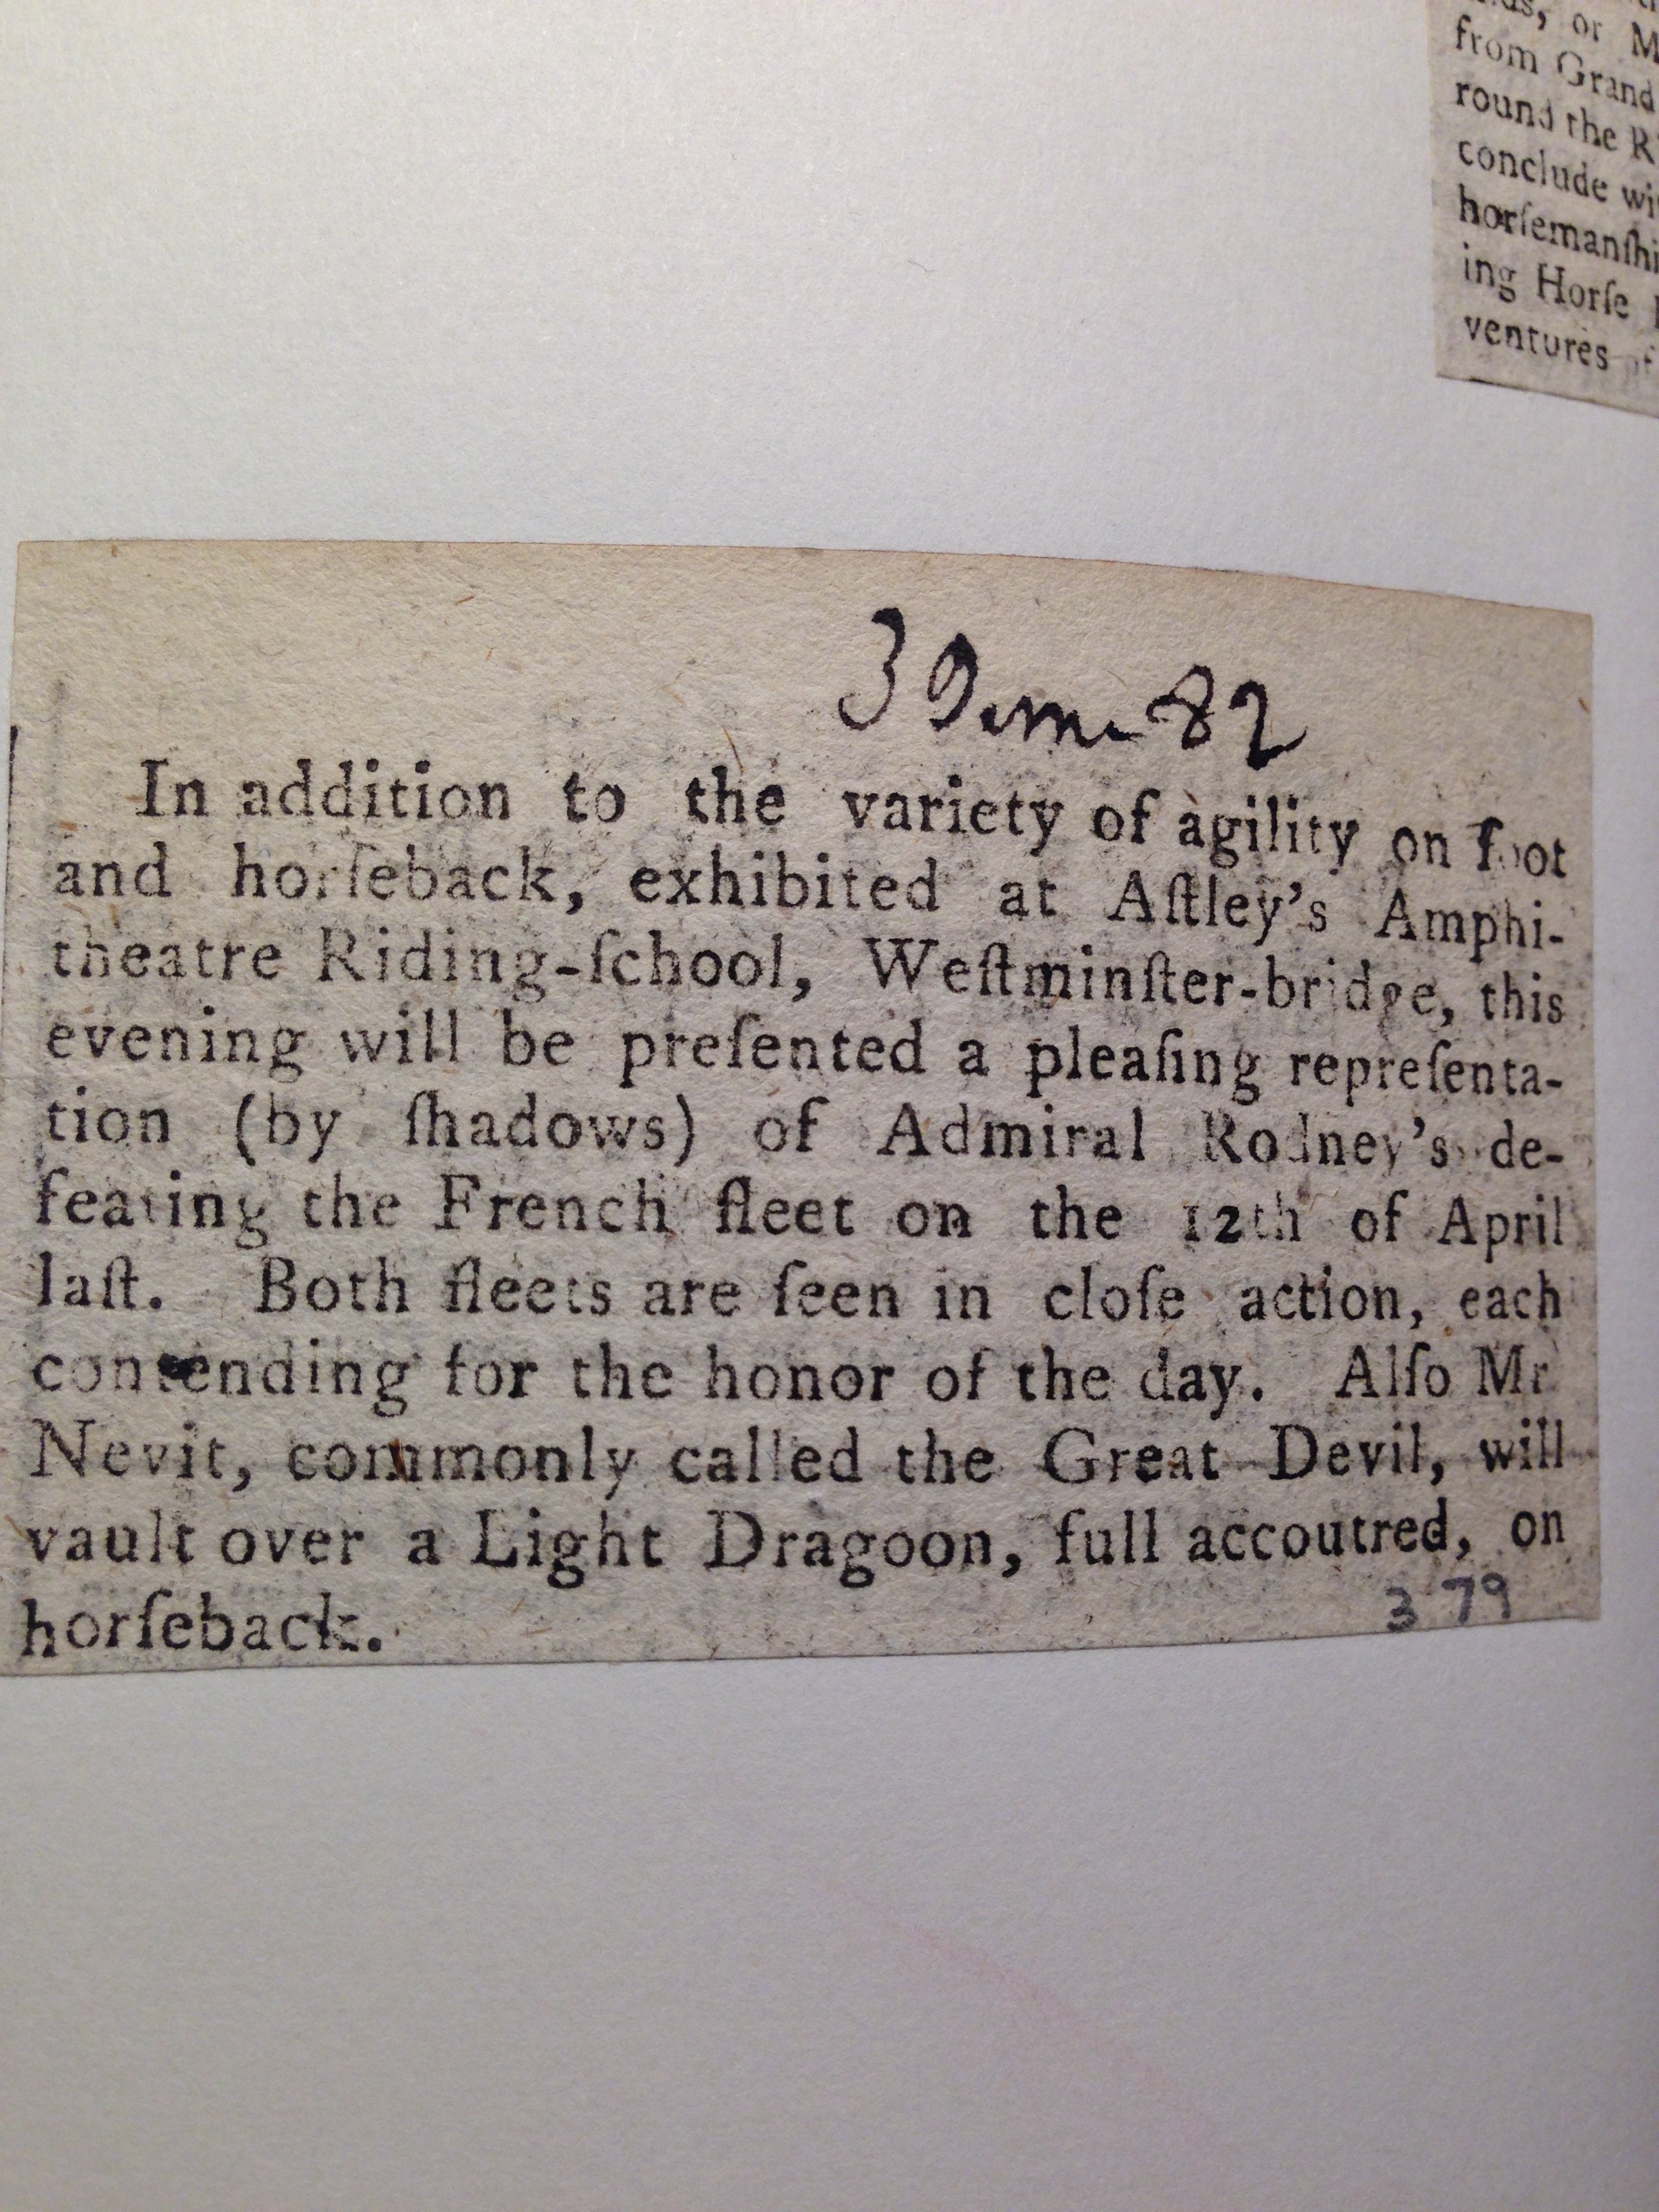 or M
from Grand
round the R
conclude wi
horſemanſhi
ing Horſe
ventures of
3 82
In addition to the variety of agility on foot
and horſeback, exhibited at Aſtley's Amphi-
theatre Riding-ſchool, Weſtminſter-bridge, this
evening will be preſented a pleaſing repreſenta-
tion (by ſhadows) of Admiral Rodney's de-
feating the French fleet on the 12th of April
laſt. Both fleets are ſeen in cloſe action, each
contending for the honor of the day. Alſo Mr
Nevit, commonly called the Great Devil, will
vault over a Light Dragoon, full accoutred, on
horſeback.
379